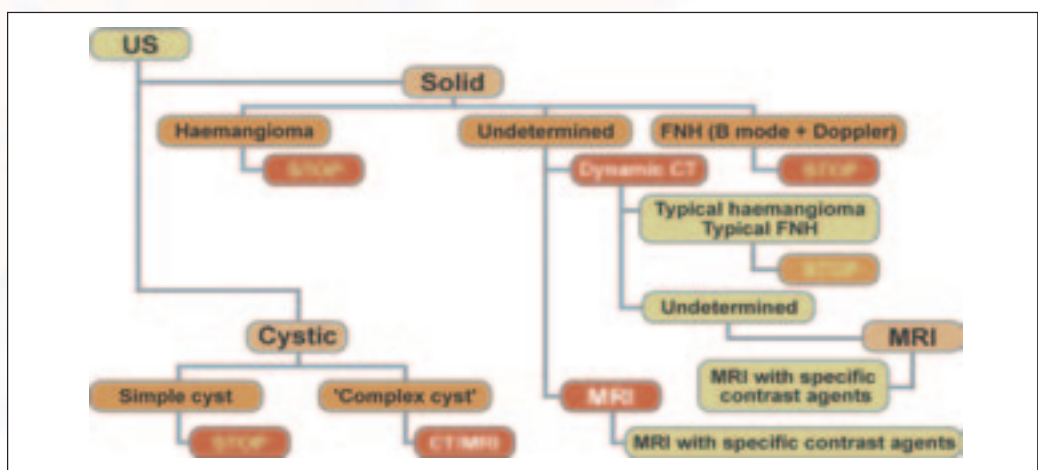 US
Solid
Haemangioma
Undetermined
FNH (B mode + Doppler)
STOP
Dynamic CT
STOP
Typical haemangioma
Typical FNH
STOP
Undetermined
Cystic
MRI
Simple cyst
'Complex cyst'
MRI
MRI with specific
contrast agents
STOP
CT/MRI
MRI with specific contrast agents